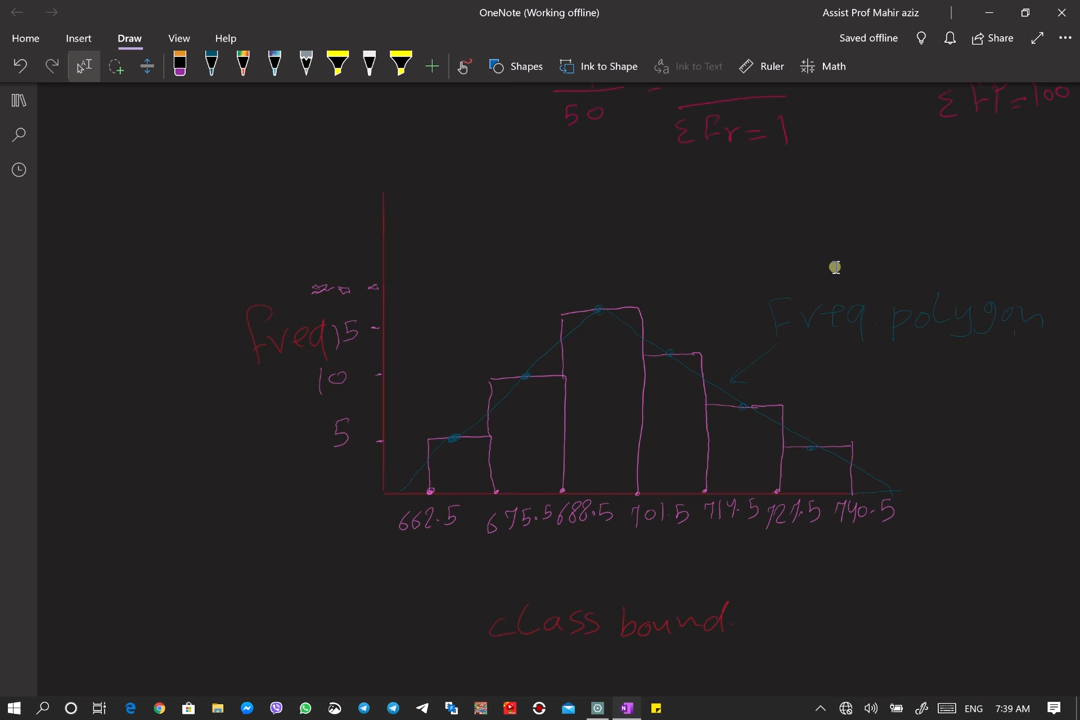 OneNote (Working offline)
Assist Prof Mahir aziz
Home Insert Draw View Help
Saved offline
Share
Shapes
Ink to Shape
Ink to Text
Ruler
Math
50
=
ΣFr = 1
= 100
Freq
15
10
5
Freq. polygon
662.5 675.5 688.5 701.5 714.5 727.5 740.5
class bound.
ENG 7:39 AM